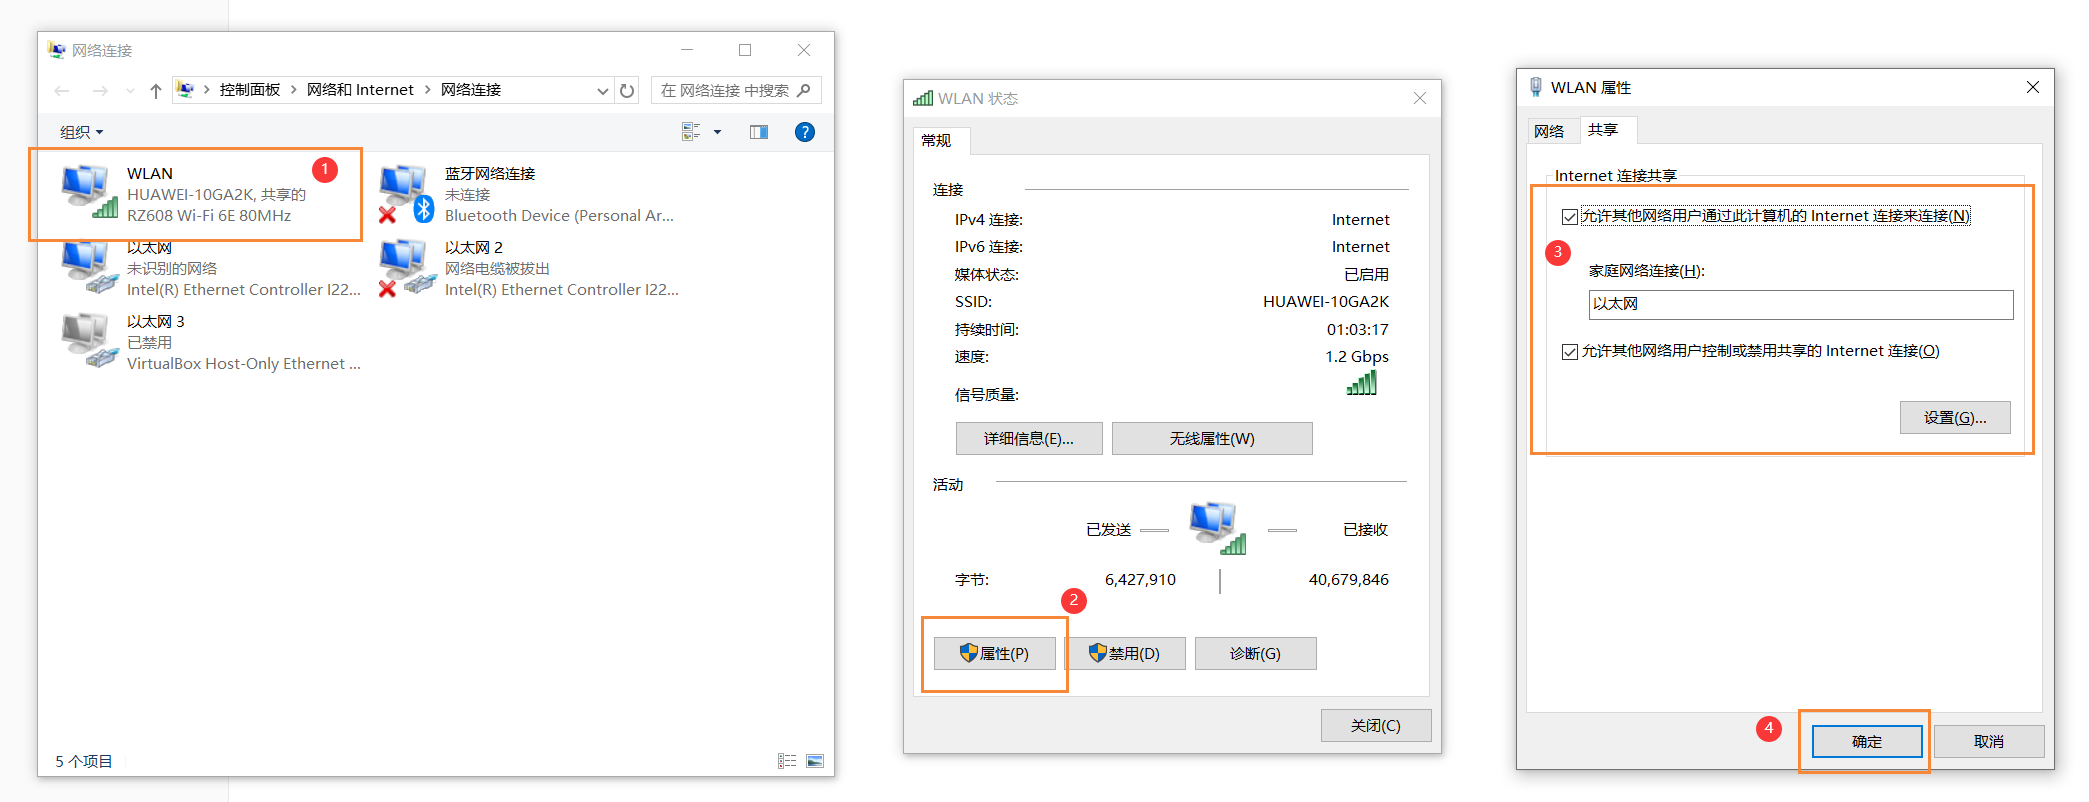 网络连接
控制面板 网络和 Internet 网络连接
在 网络连接 中搜索
组织
?
WLAN
HUAWEI-10GA2K, 共享的
RZ608 Wi-Fi 6E 80MHz
1
蓝牙网络连接
未连接
Bluetooth Device (Personal Ar...
以太网
未识别的网络
Intel(R) Ethernet Controller I22...
以太网 2
网络电缆被拔出
Intel(R) Ethernet Controller I22...
以太网 3
已禁用
VirtualBox Host-Only Ethernet ...
5 个项目
WLAN 状态
常规
连接
IPv4 连接: Internet
IPv6 连接: Internet
媒体状态: 已启用
SSID: HUAWEI-10GA2K
持续时间: 01:03:17
速度: 1.2 Gbps
信号质量:
详细信息(E)... 无线属性(W)
活动
已发送 已接收
字节: 6,427,910 40,679,846
2
属性(P) 禁用(D) 诊断(G)
关闭(C)
WLAN 属性
网络 共享
Internet 连接共享
允许其他网络用户通过此计算机的 Internet 连接来连接(N)
3
家庭网络连接(H):
以太网
允许其他网络用户控制或禁用共享的 Internet 连接(O)
设置(G)...
4
确定 取消